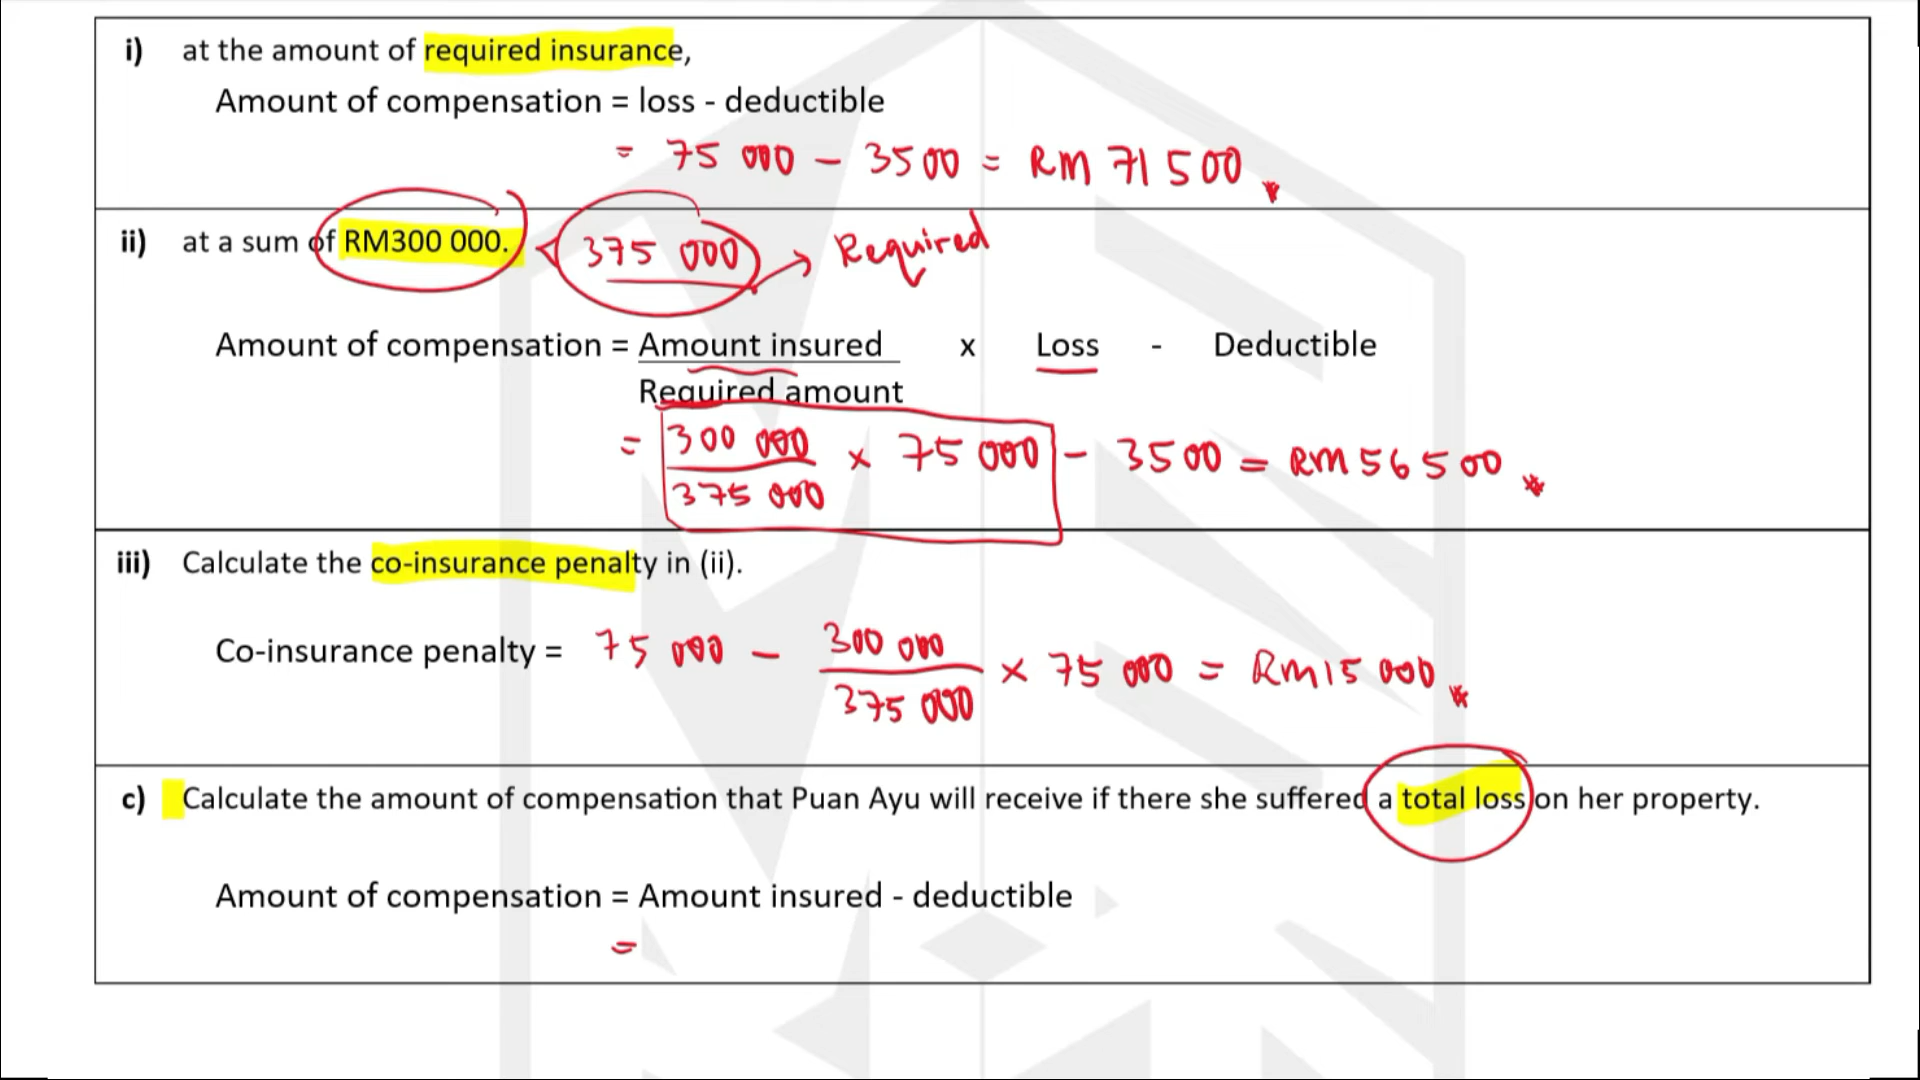 i) at the amount of required insurance,
Amount of compensation = loss - deductible
= 75 000 - 3500 = RM 71 500
ii) at a sum of RM300 000. < 375 000 → Required
Amount of compensation = Amount insured x Loss - Deductible
Required amount
= 300 000 × 75 000 - 3500 = RM 56 500
375 000
iii) Calculate the co-insurance penalty in (ii).
Co-insurance penalty = 75 000 - 300 000 × 75 000 = RM15 000
375 000
c) Calculate the amount of compensation that Puan Ayu will receive if there she suffered a total loss on her property.
Amount of compensation = Amount insured - deductible
=